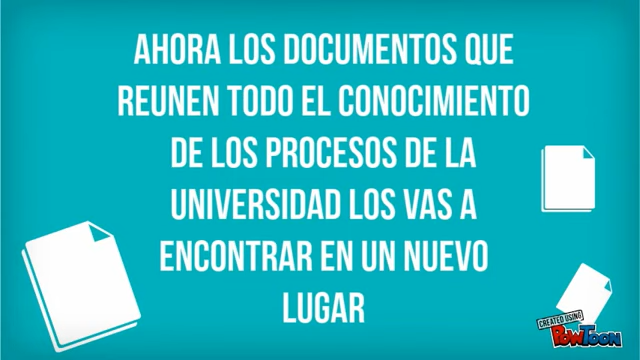 AHORA LOS DOCUMENTOS QUE
REUNEN TODO EL CONOCIMIENTO
DE LOS PROCESOS DE LA
UNIVERSIDAD LOS VAS A
ENCONTRAR EN UN NUEVO
LUGAR
CREATED USING
POWTOON